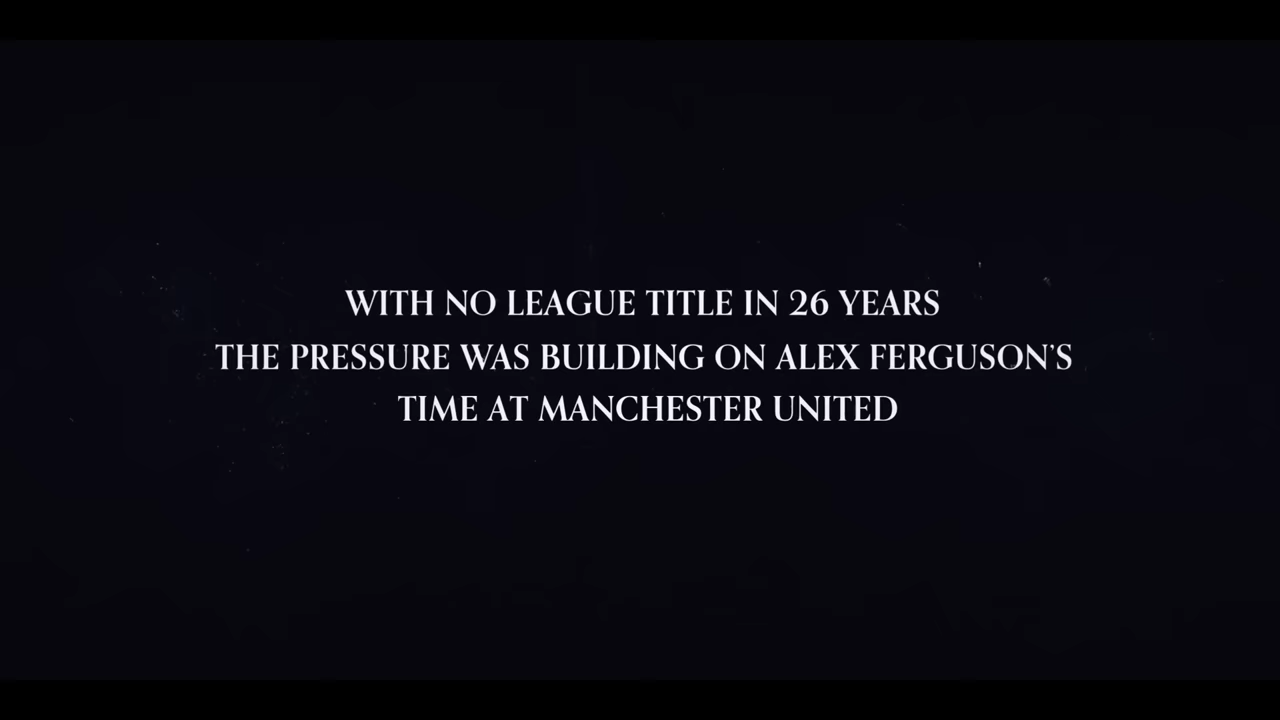 WITH NO LEAGUE TITLE IN 26 YEARS
THE PRESSURE WAS BUILDING ON ALEX FERGUSON'S
TIME AT MANCHESTER UNITED